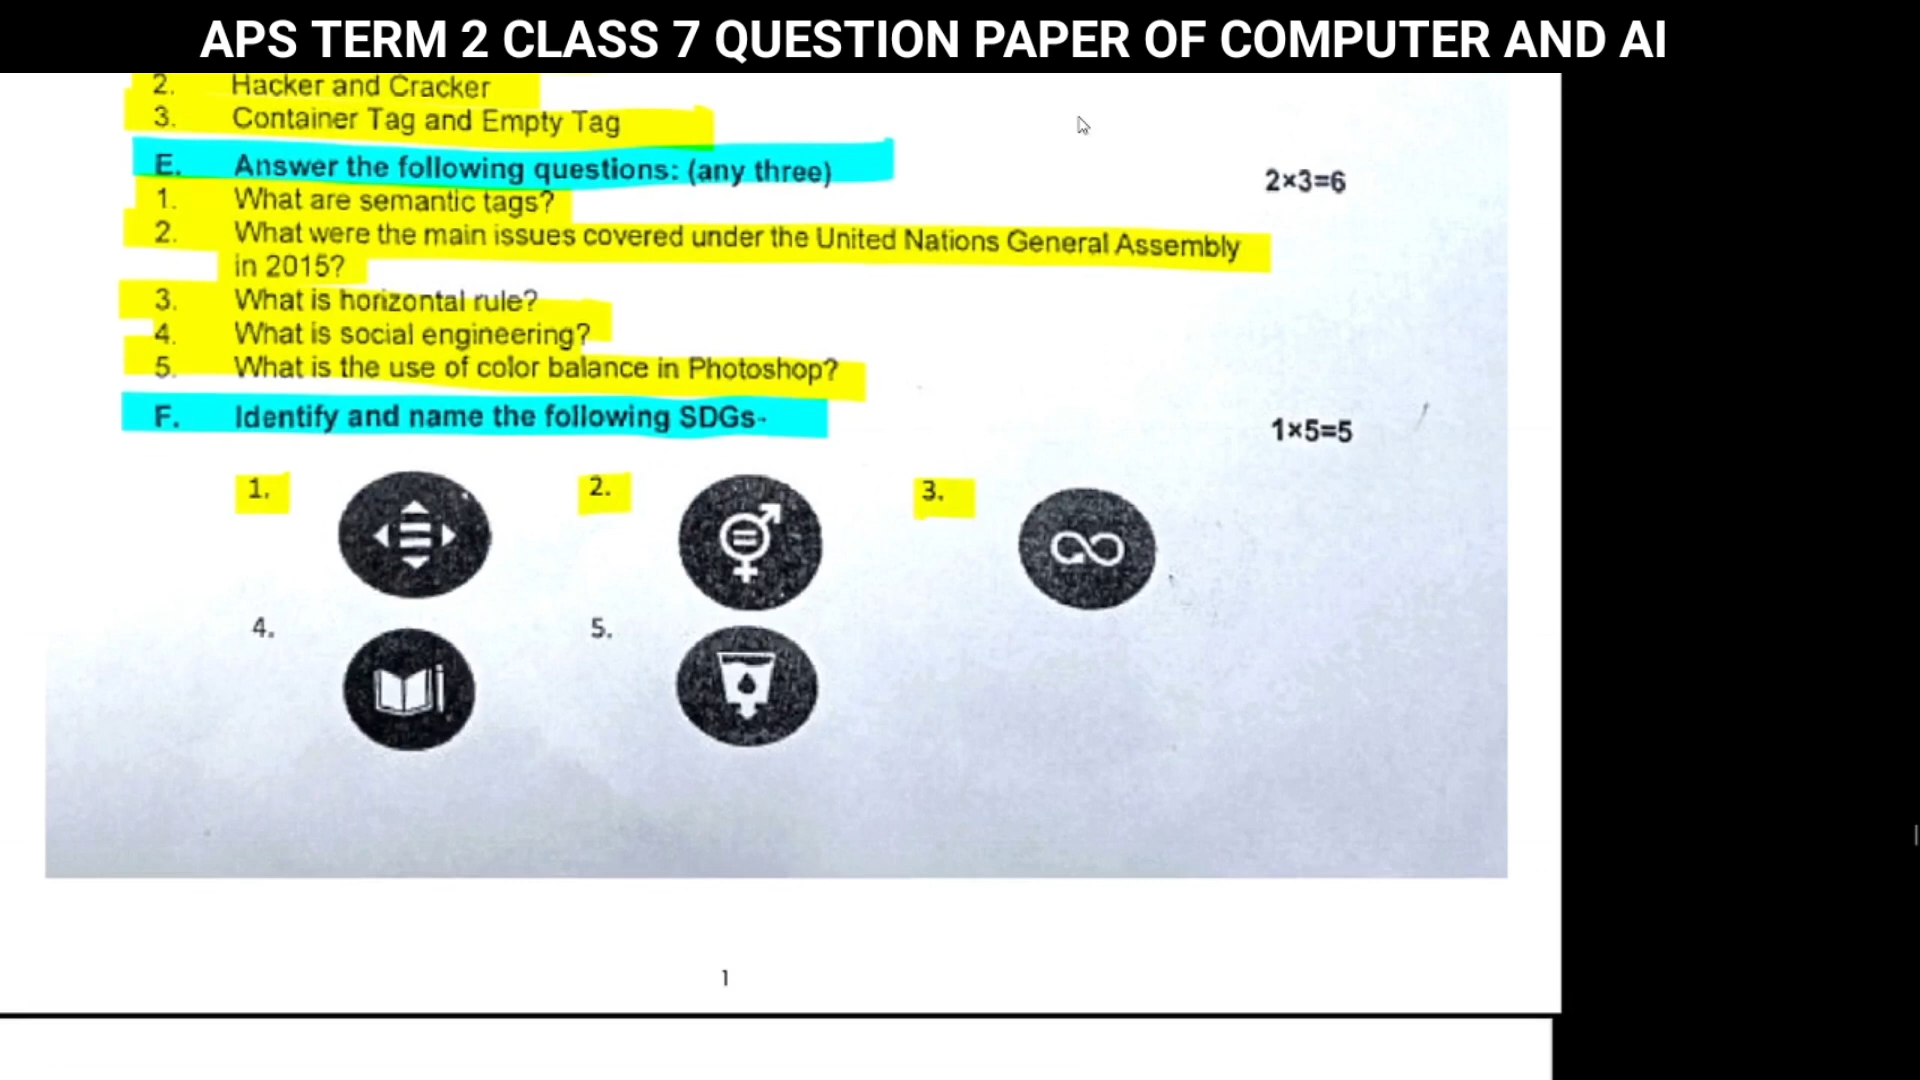 APS TERM 2 CLASS 7 QUESTION PAPER OF COMPUTER AND AI
2. Hacker and Cracker
3. Container Tag and Empty Tag
E. Answer the following questions: (any three) 2×3=6
1. What are semantic tags?
2. What were the main issues covered under the United Nations General Assembly
in 2015?
3. What is horizontal rule?
4. What is social engineering?
5. What is the use of color balance in Photoshop?
F. Identify and name the following SDGs- 1×5=5
1. 2. 3.
4. 5.
1